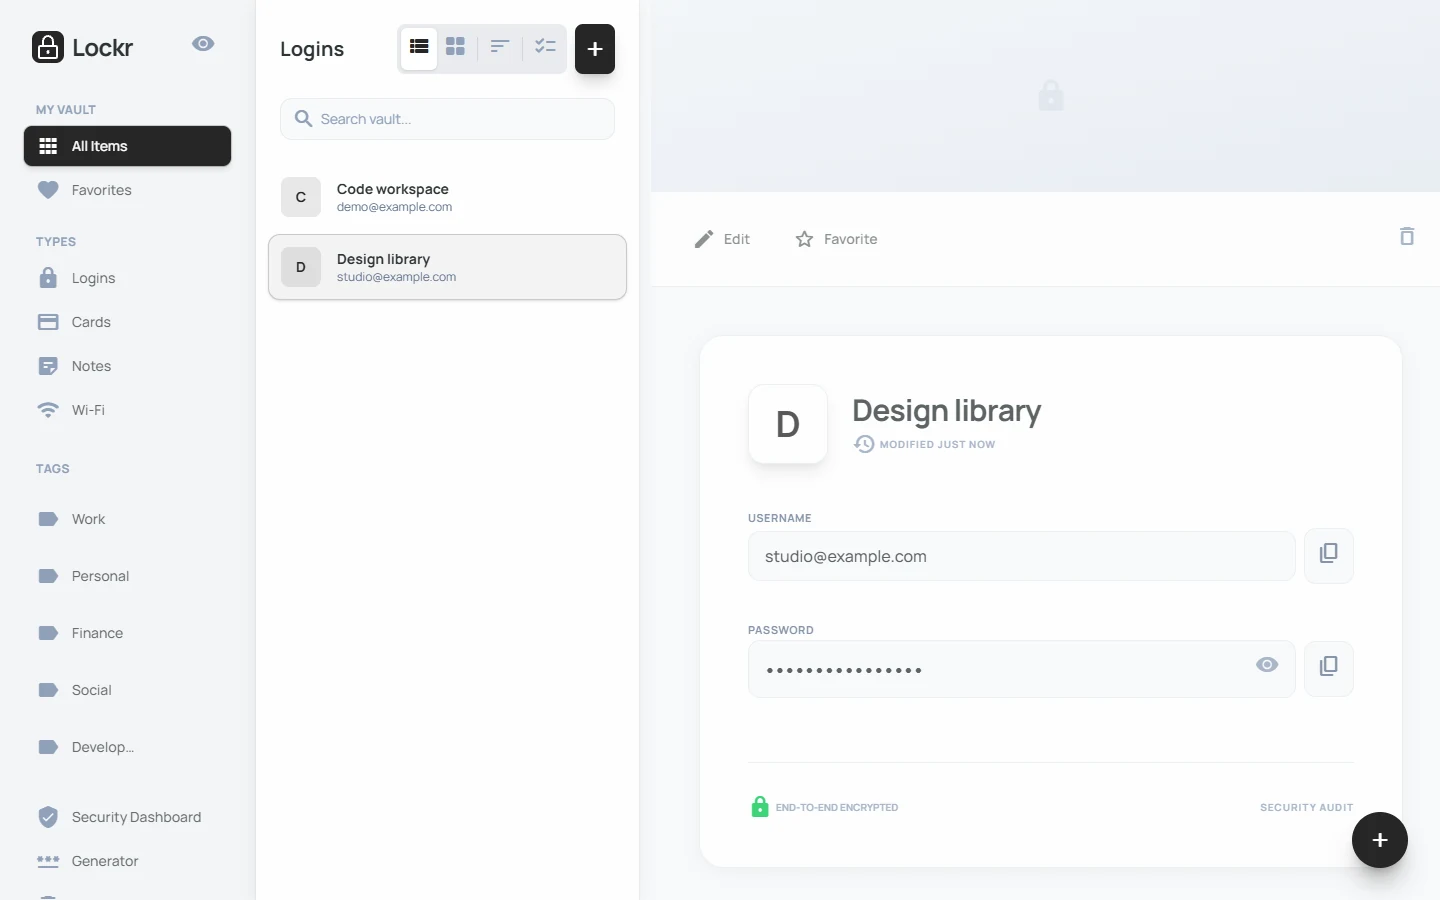 Lockr
MY VAULT
All Items
Favorites
TYPES
Logins
Cards
Notes
Wi-Fi
TAGS
Work
Personal
Finance
Social
Develop...
Security Dashboard
Generator
Logins
Search vault...
C
Code workspace
demo@example.com
D
Design library
studio@example.com
Edit
Favorite
D
Design library
MODIFIED JUST NOW
USERNAME
studio@example.com
PASSWORD
••••••••••••••••
END-TO-END ENCRYPTED
SECURITY AUDIT